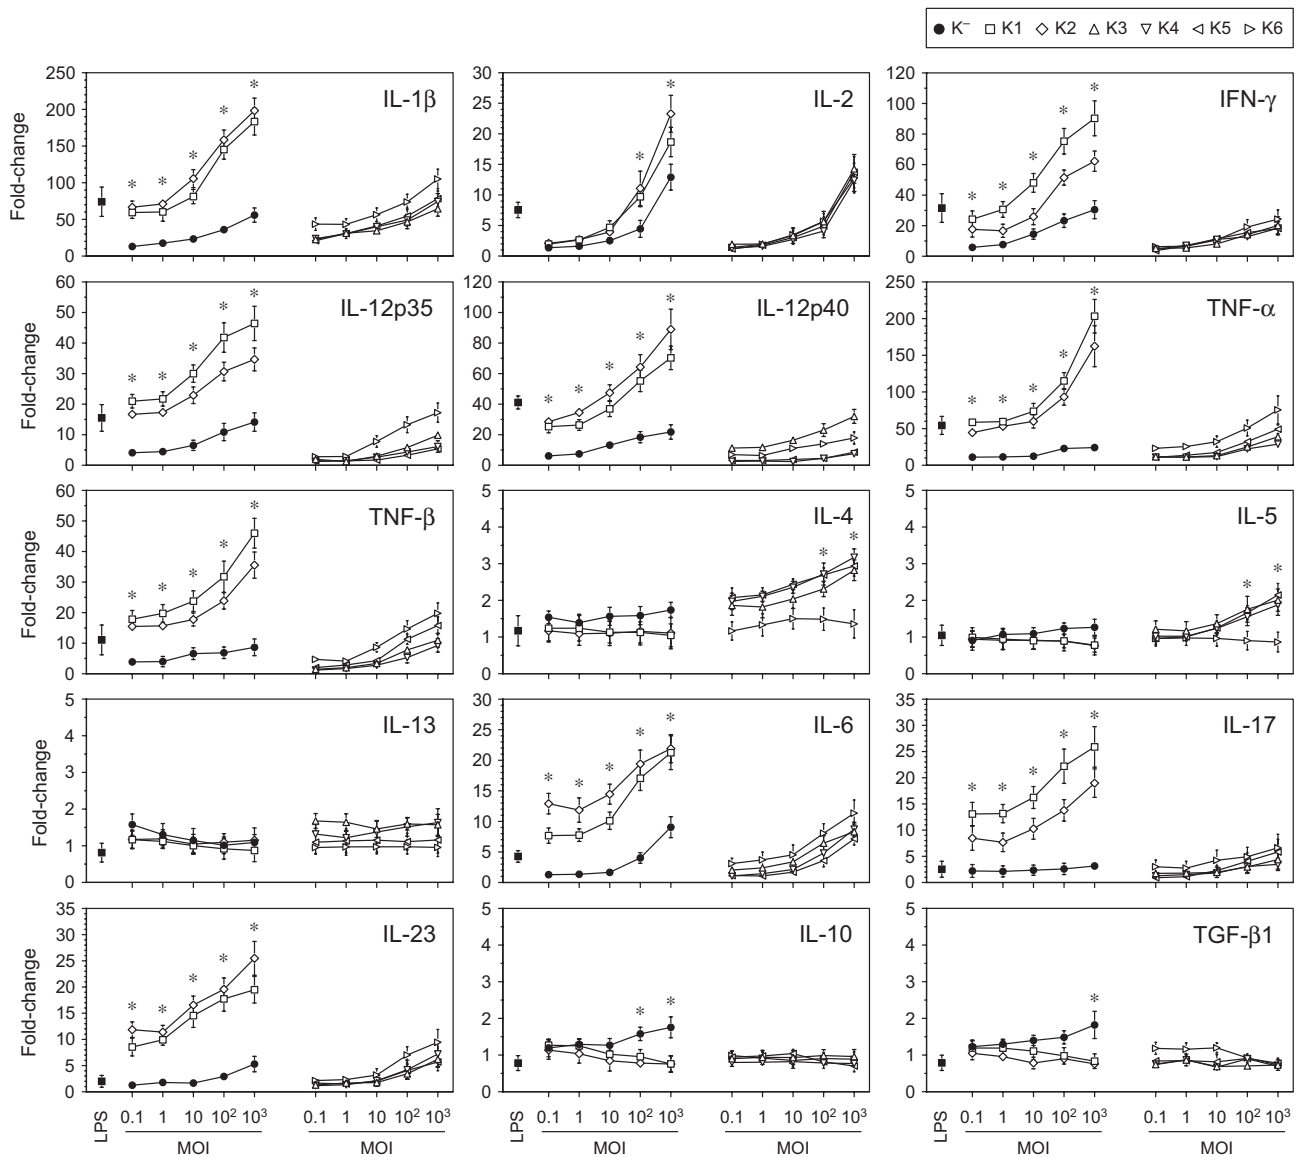 K⁻ K1 K2 K3 K4 K5 K6
Fold-change
250
200
150
100
50
0
IL-1β
30
25
20
15
10
5
0
IL-2
120
100
80
60
40
20
0
IFN-γ
* * * * *
* *
* * * * *
Fold-change
60
50
40
30
20
10
0
IL-12p35
120
100
80
60
40
20
0
IL-12p40
250
200
150
100
50
0
TNF-α
* * * * *
* * * * *
* * * * *
Fold-change
60
50
40
30
20
10
0
TNF-β
5
4
3
2
1
0
IL-4
5
4
3
2
1
0
IL-5
* * * * *
* *
* *
Fold-change
5
4
3
2
1
0
IL-13
30
25
20
15
10
5
0
IL-6
35
30
25
20
15
10
5
0
IL-17
* * * * *
* * * * *
Fold-change
35
30
25
20
15
10
5
0
IL-23
5
4
3
2
1
0
IL-10
5
4
3
2
1
0
TGF-β1
* * * * *
* *
*
LPS 0.1 1 10 10² 10³ 0.1 1 10 10² 10³
MOI MOI
LPS 0.1 1 10 10² 10³ 0.1 1 10 10² 10³
MOI MOI
LPS 0.1 1 10 10² 10³ 0.1 1 10 10² 10³
MOI MOI